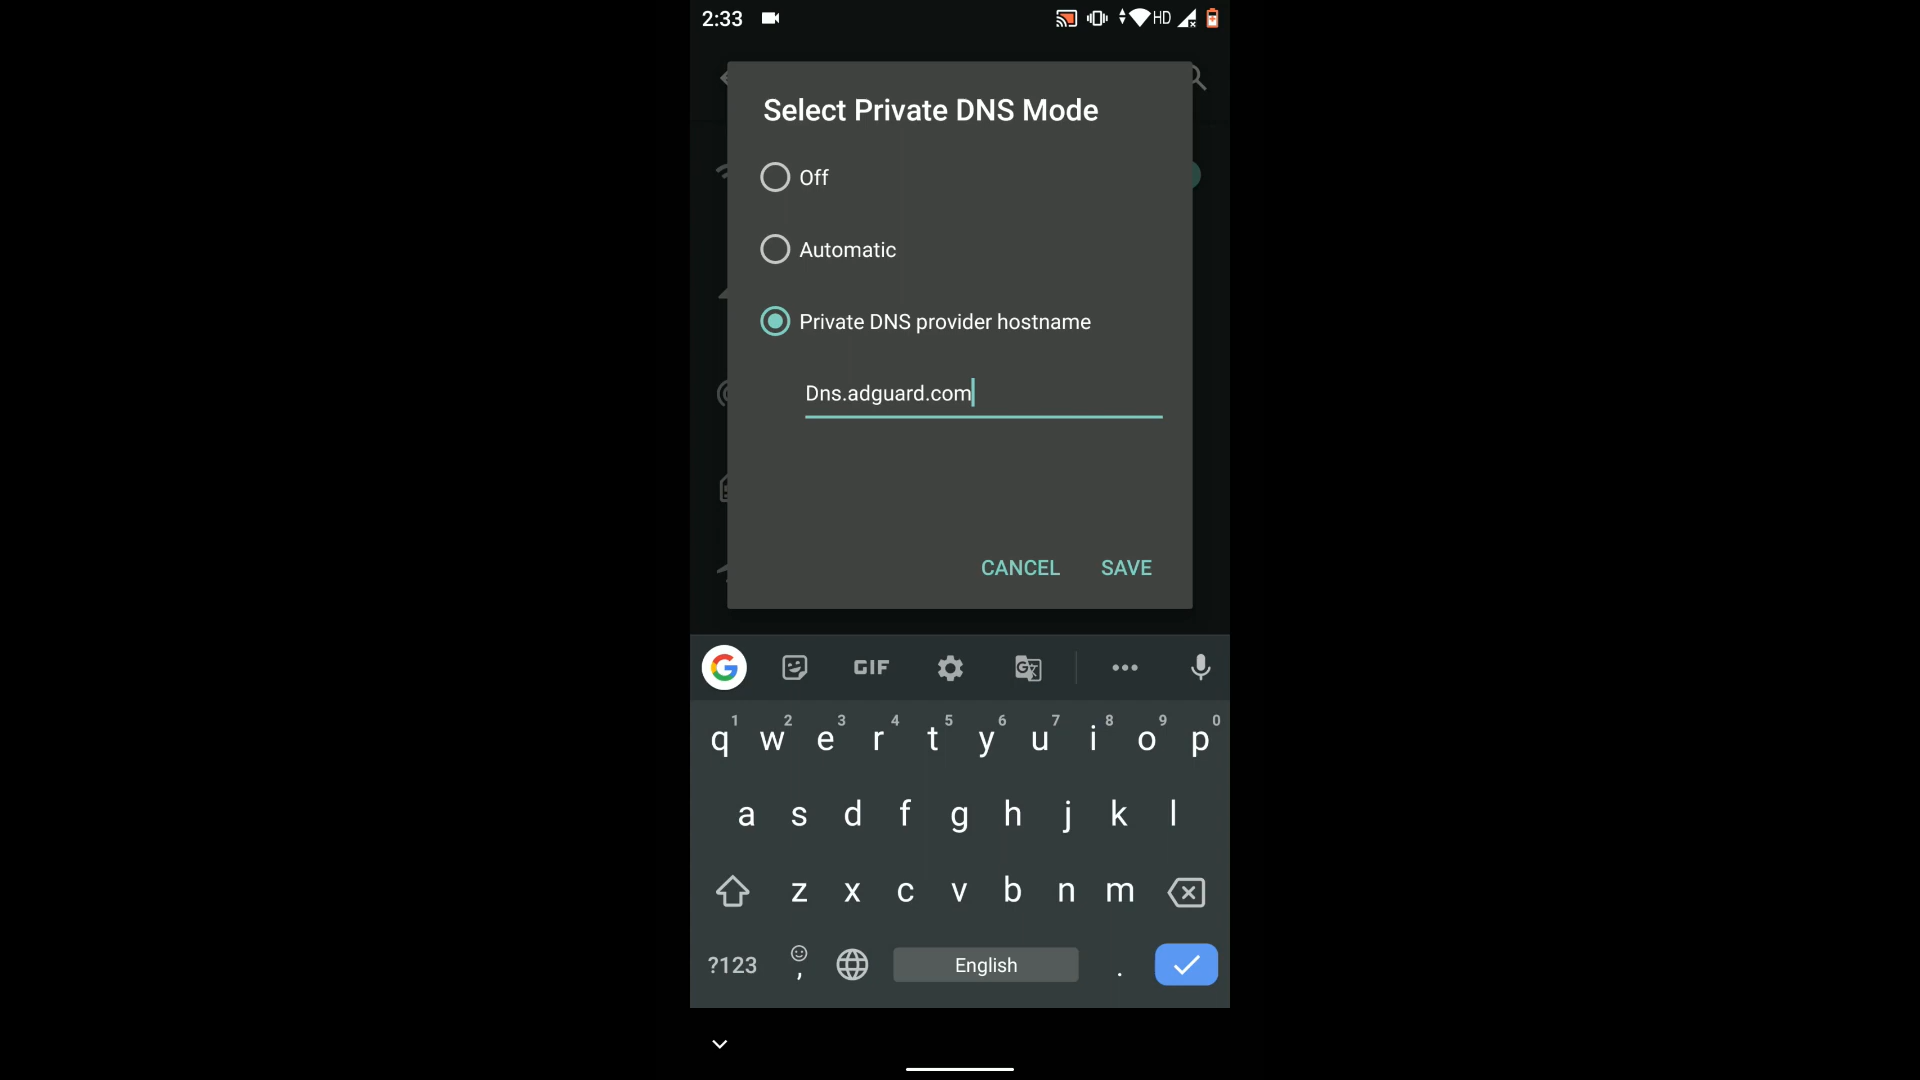 2:33
HD
Select Private DNS Mode
Off
Automatic
Private DNS provider hostname
Dns.adguard.com
CANCEL SAVE
G GIF G
1 2 3 4 5 6 7 8 9 0
q w e r t y u i o p
a s d f g h j k l
z x c v b n m
?123 , English .